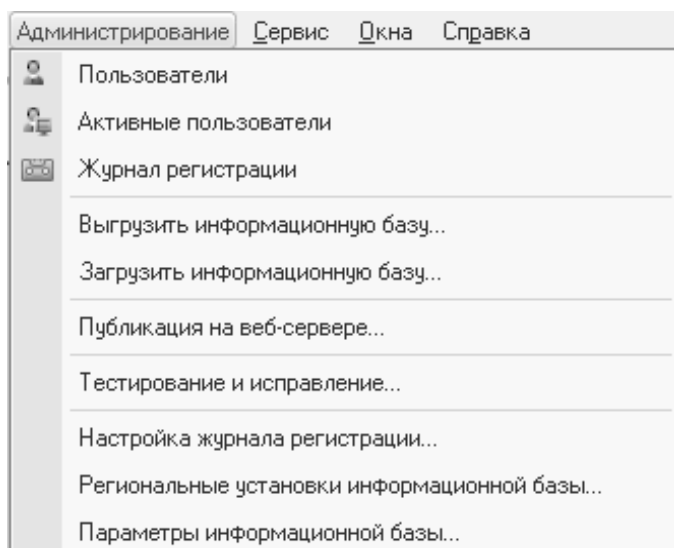 Администрирование Сервис Окна Справка
Пользователи
Активные пользователи
Журнал регистрации
Выгрузить информационную базу...
Загрузить информационную базу...
Публикация на веб-сервере...
Тестирование и исправление...
Настройка журнала регистрации...
Региональные установки информационной базы...
Параметры информационной базы...